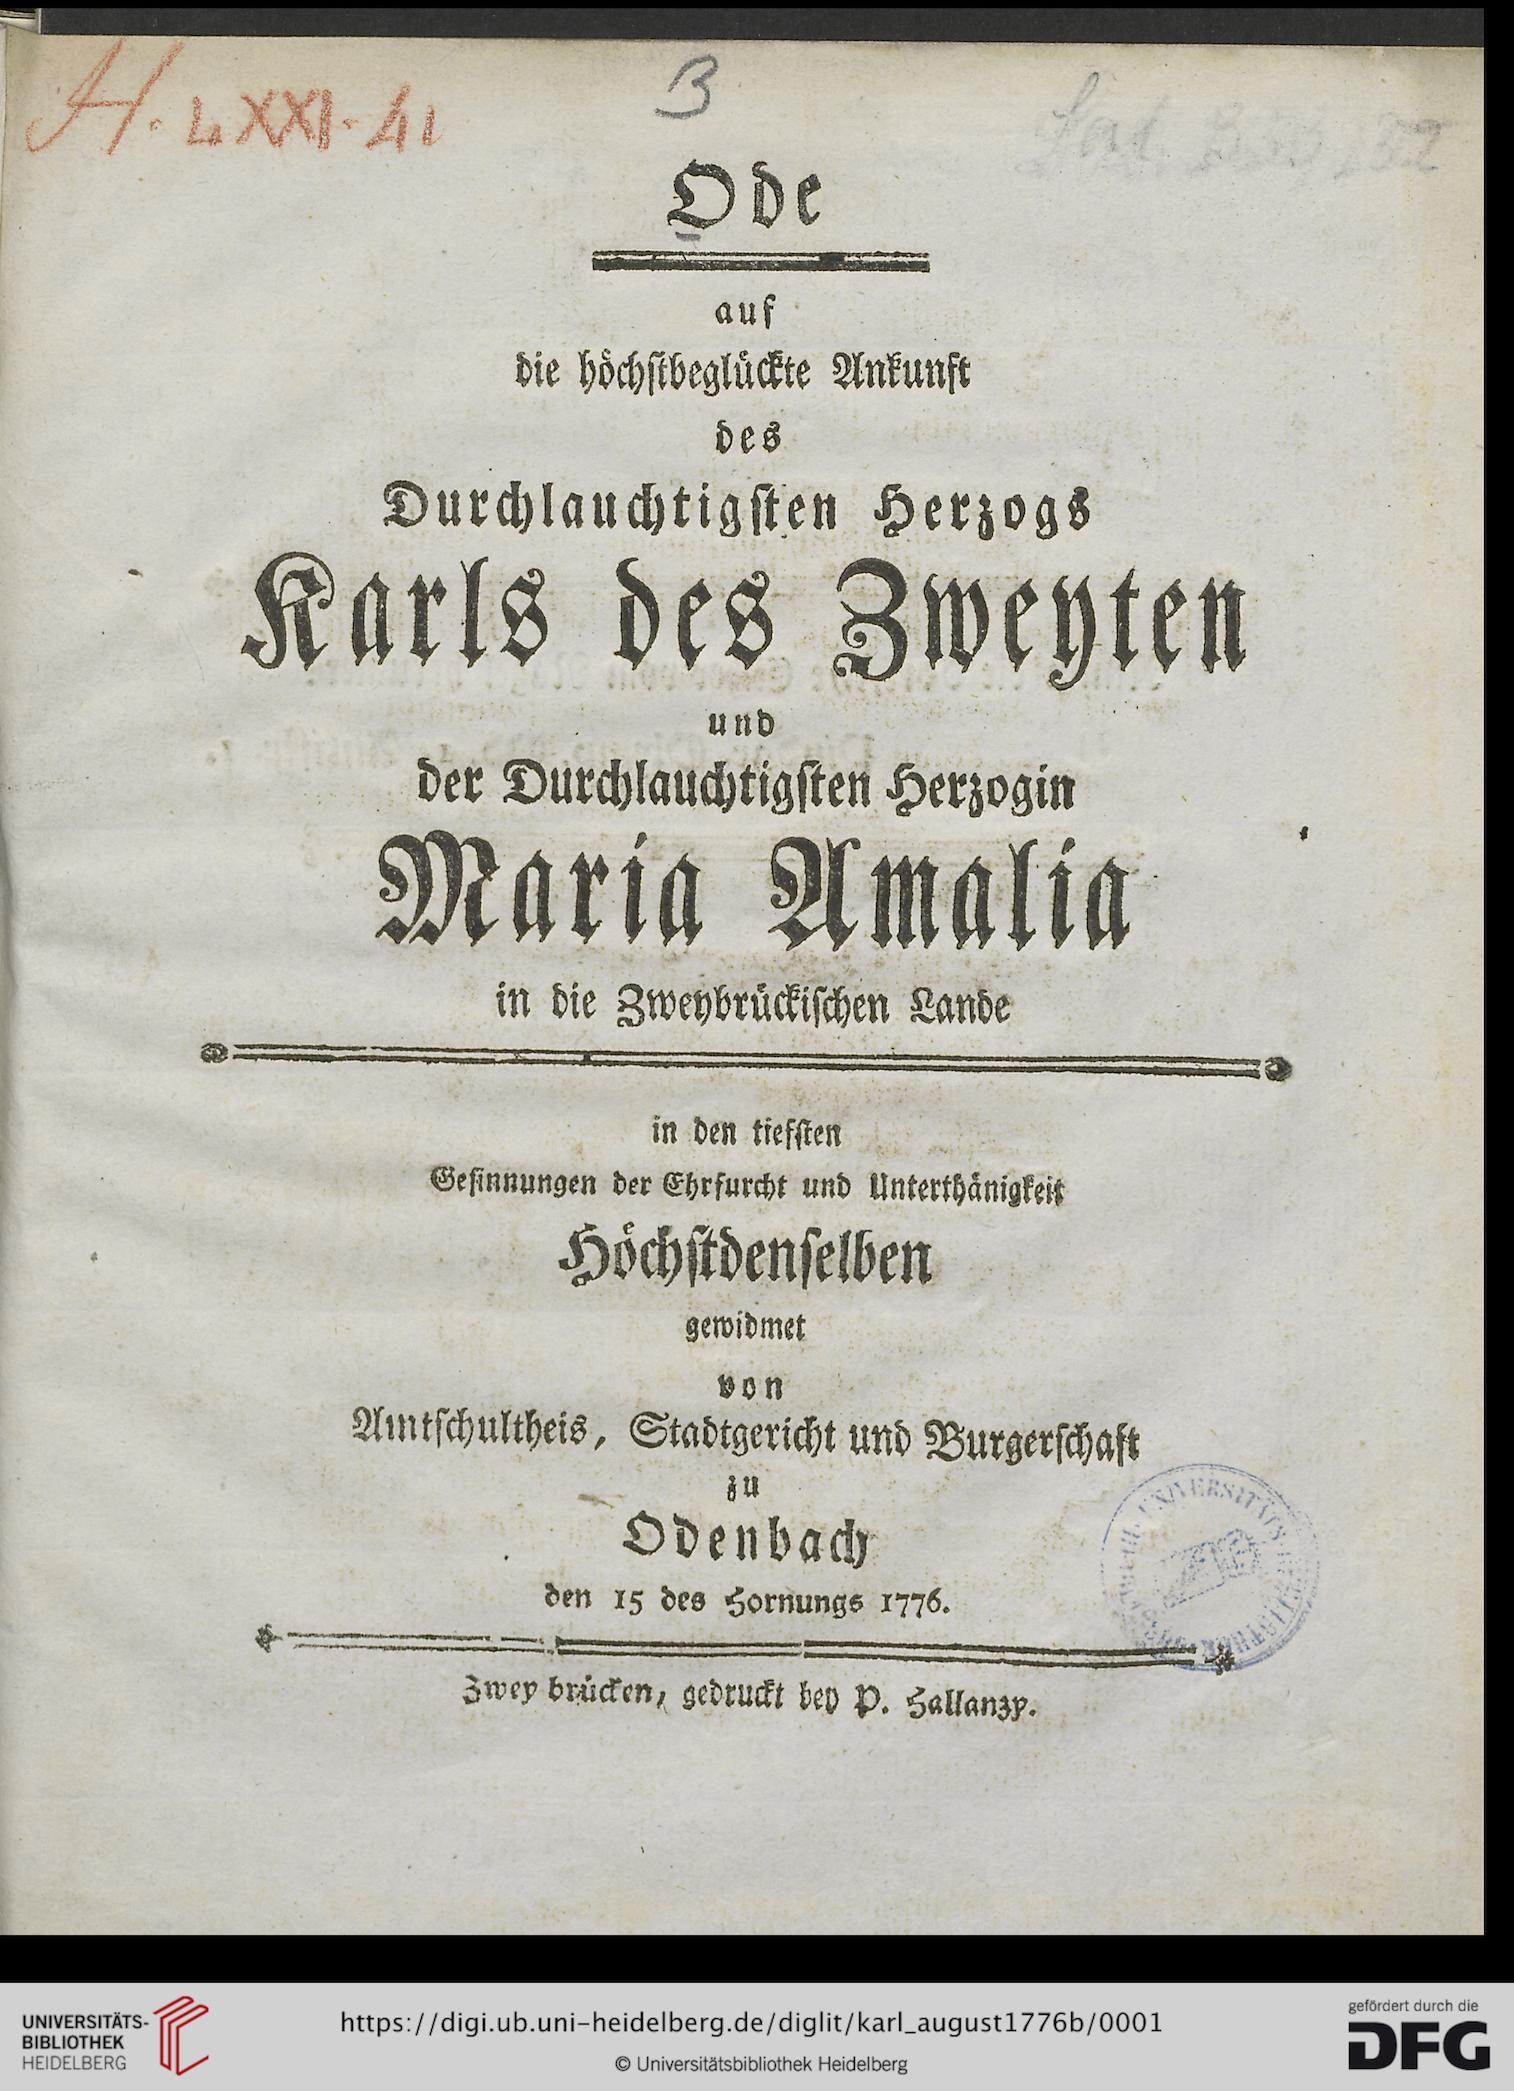 H. LXXI. 41
B
Ode
auf
die höchſtbeglückte Ankunft
des
Durchlauchtigſten Herzogs
Karls des Zweyten
und
der Durchlauchtigſten Herzogin
Maria Amalia
in die Zweybrückiſchen Lande
in den tiefſten
Geſinnungen der Ehrfurcht und Unterthänigkeit
Höchſtdenſelben
gewidmet
von
Amtſchultheis, Stadtgericht und Burgerſchaft
zu
Odenbach
den 15 des Hornungs 1776.
Zwey brücken, gedruckt bey P. Hallanzy.
UNIVERSITÄTS-
BIBLIOTHEK
HEIDELBERG
https://digi.ub.uni-heidelberg.de/diglit/karl_august1776b/0001
© Universitätsbibliothek Heidelberg
gefördert durch die
DFG